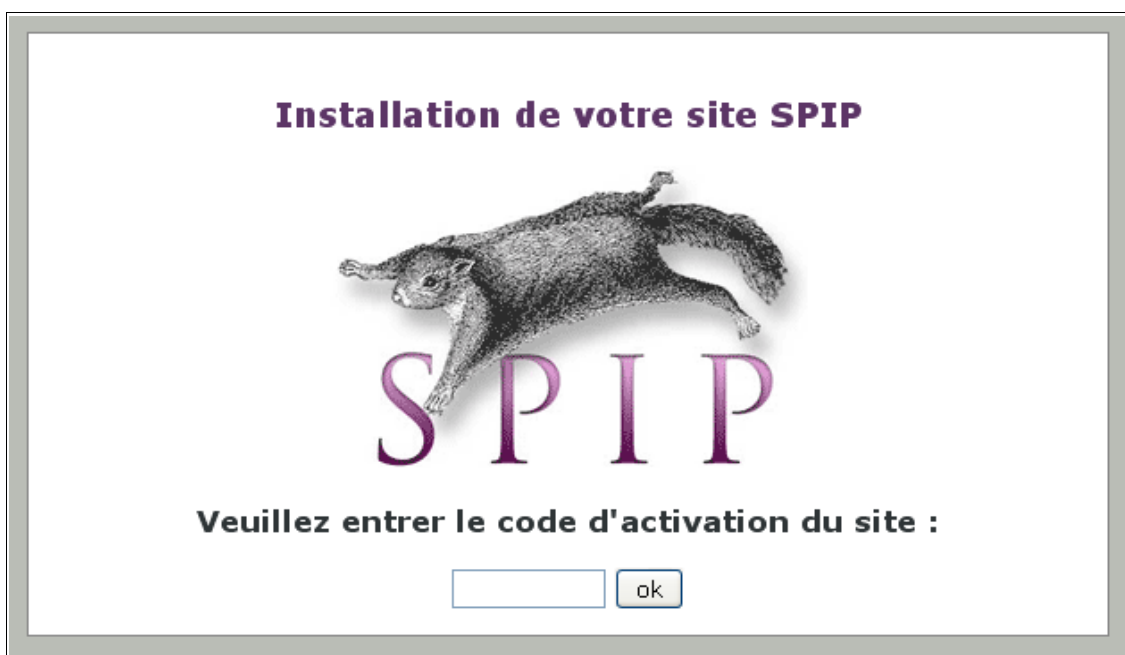 Installation de votre site SPIP
SPIP
Veuillez entrer le code d'activation du site :
ok